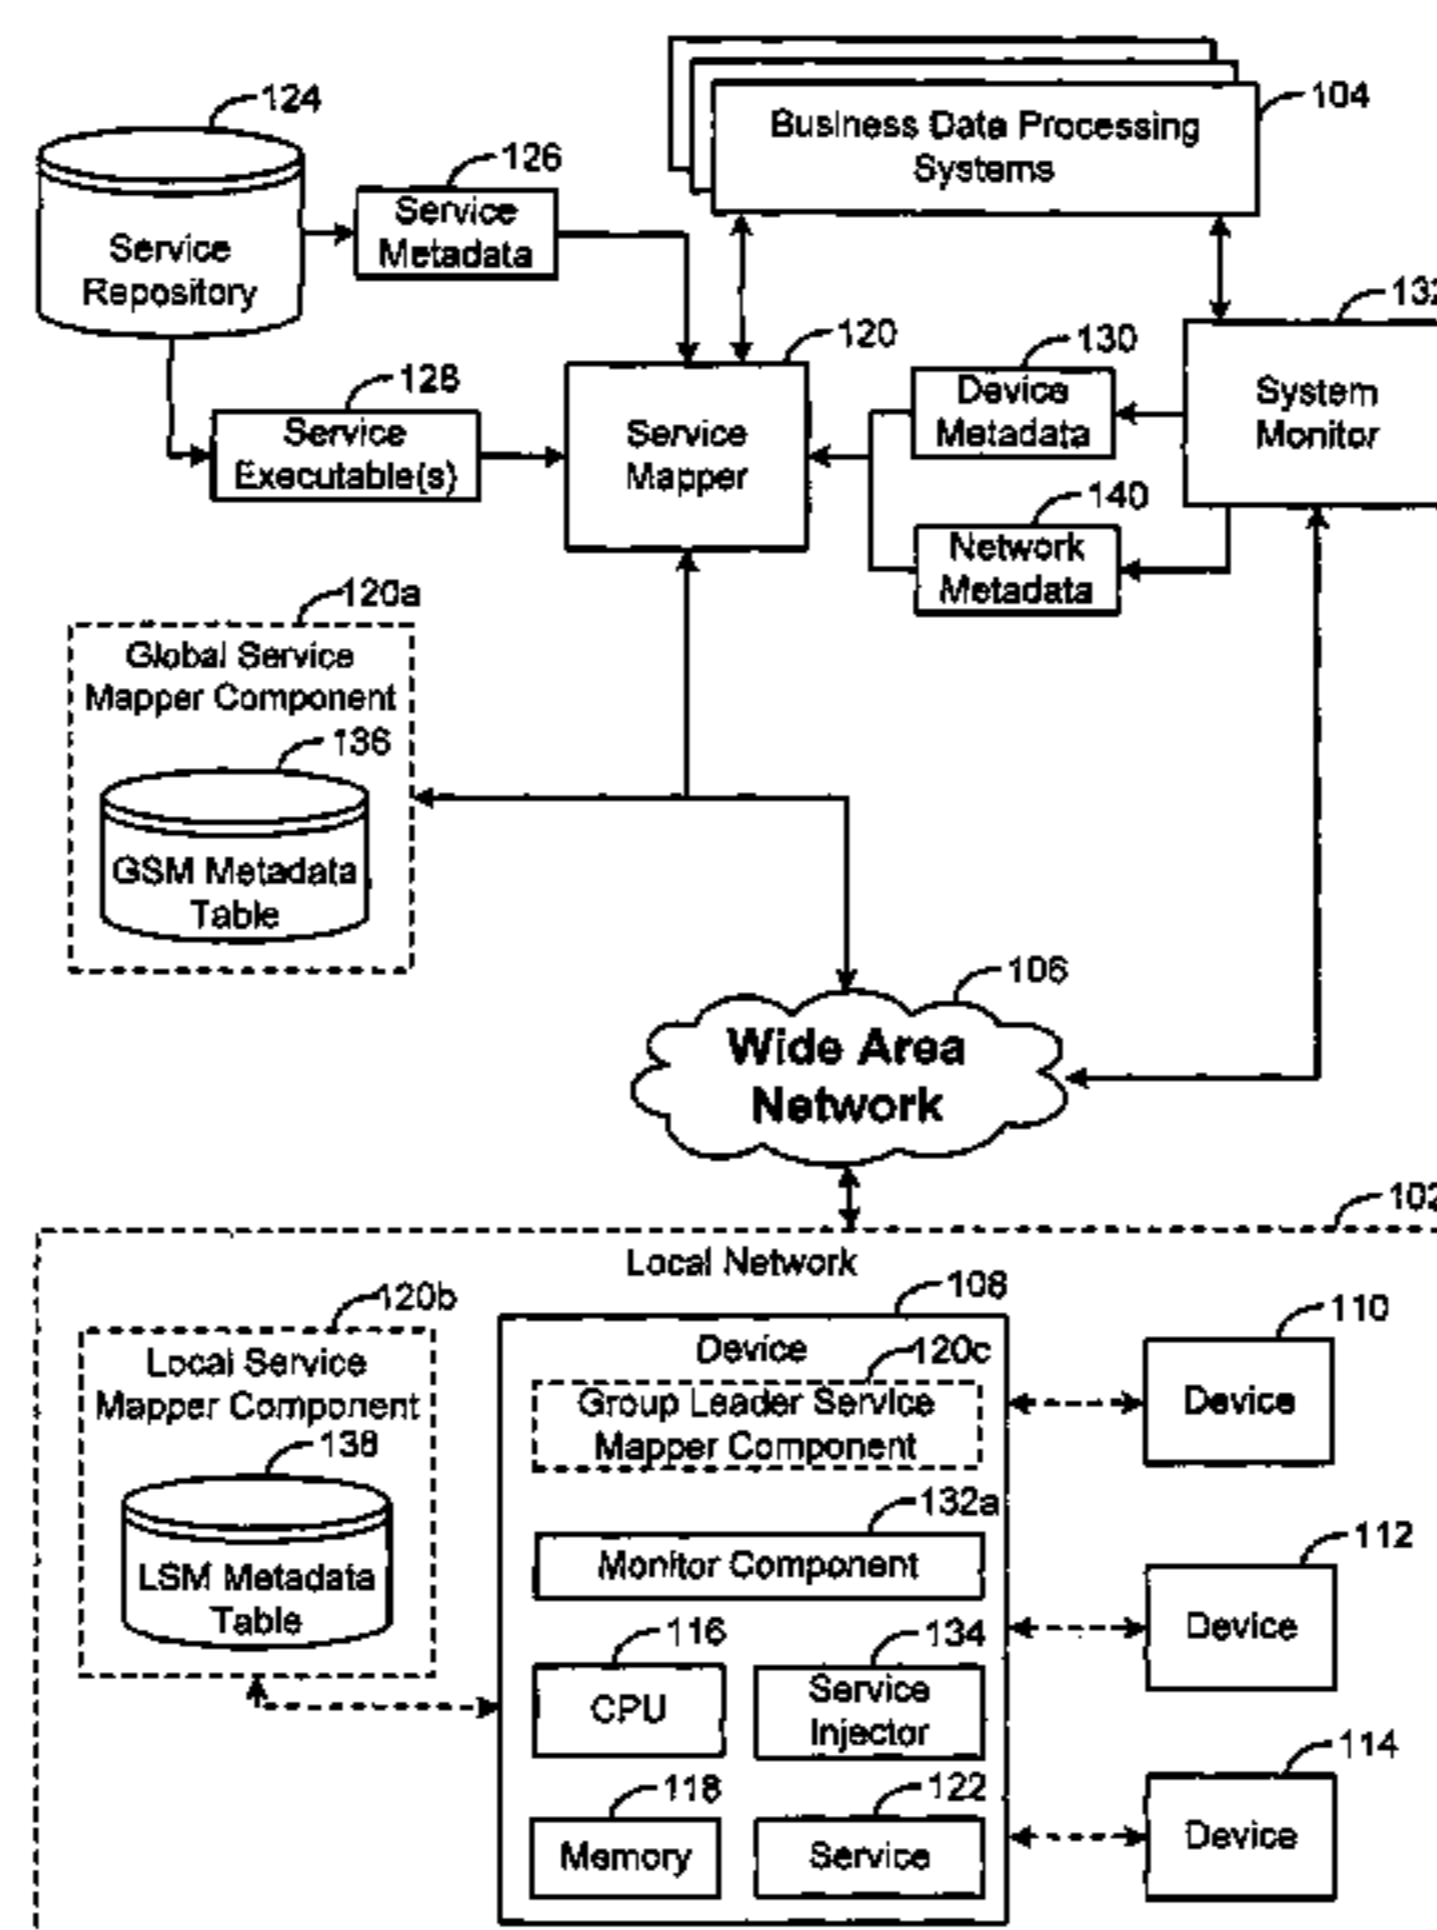 124
Service
Repository
126
Service
Metadata
104
Business Data Processing
Systems
128
Service
Executable(s)
120
Service
Mapper
130
Device
Metadata
132
System
Monitor
140
Network
Metadata
120a
Global Service
Mapper Component
136
GSM Metadata
Table
106
Wide Area
Network
102
Local Network
120b
Local Service
Mapper Component
138
LSM Metadata
Table
108
Device
120c
Group Leader Service
Mapper Component
132a
Monitor Component
116
CPU
134
Service
Injector
118
Memory
122
Service
110
Device
112
Device
114
Device